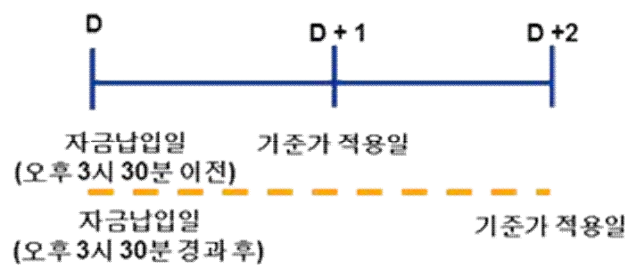 D D + 1 D +2
자금납입일 기준가 적용일
(오후 3시 30분 이전)
자금납입일 기준가 적용일
(오후 3시 30분 경과 후)